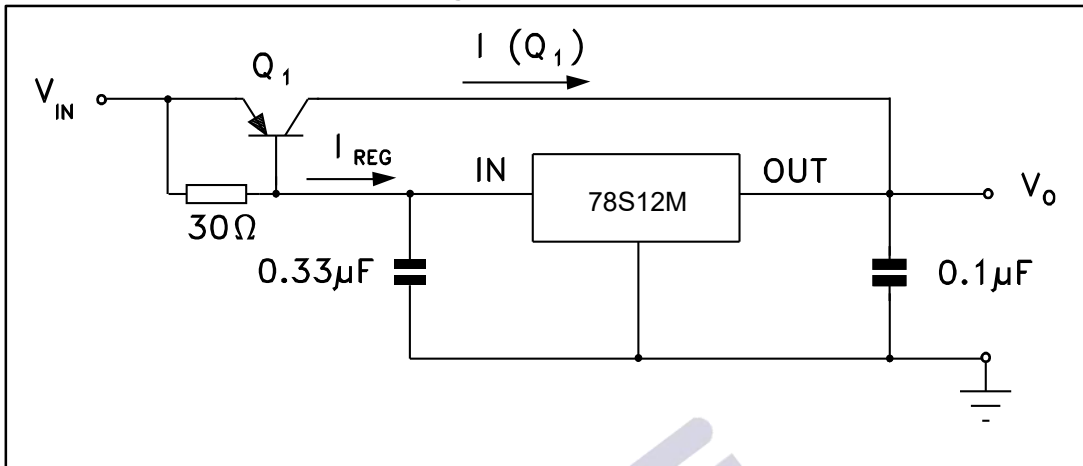 I (Q1)
Q1
VIN
IREG
IN
78S12M
OUT
VO
30Ω
0.33µF
0.1µF